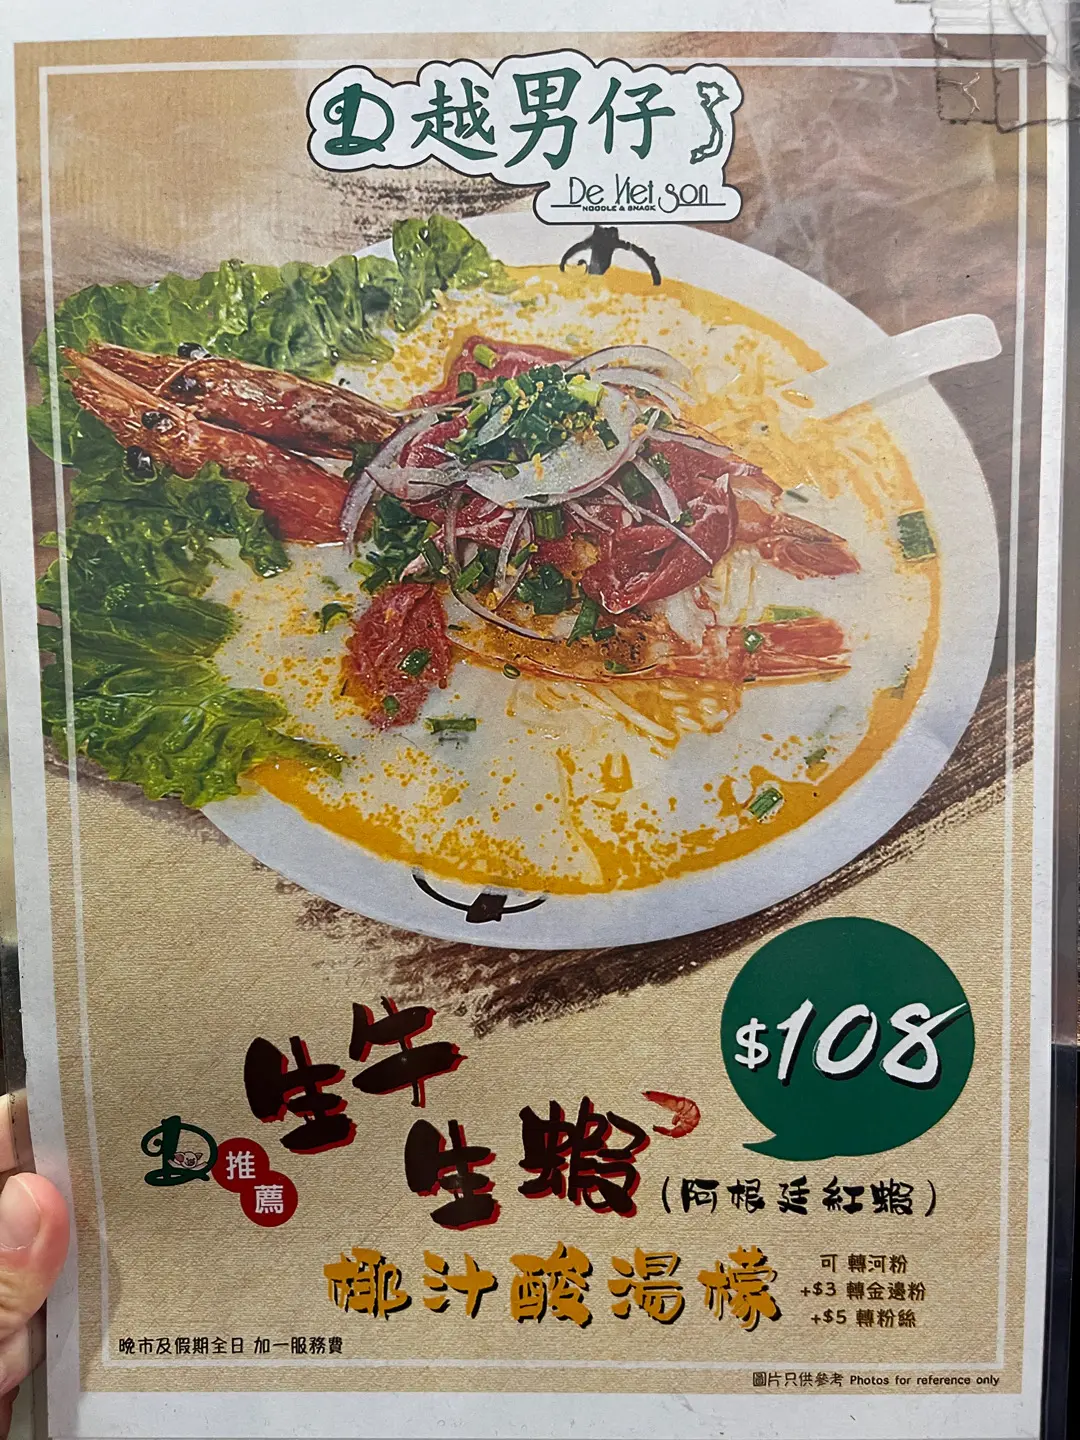 越男仔
De Viet Son
NOODLE & SNACK
$108
生牛
生蝦
(阿根廷紅蝦)
推薦
椰汁酸湯檬
可 轉河粉
+$3 轉金邊粉
+$5 轉粉絲
晚市及假期全日 加一服務費
圖片只供參考 Photos for reference only